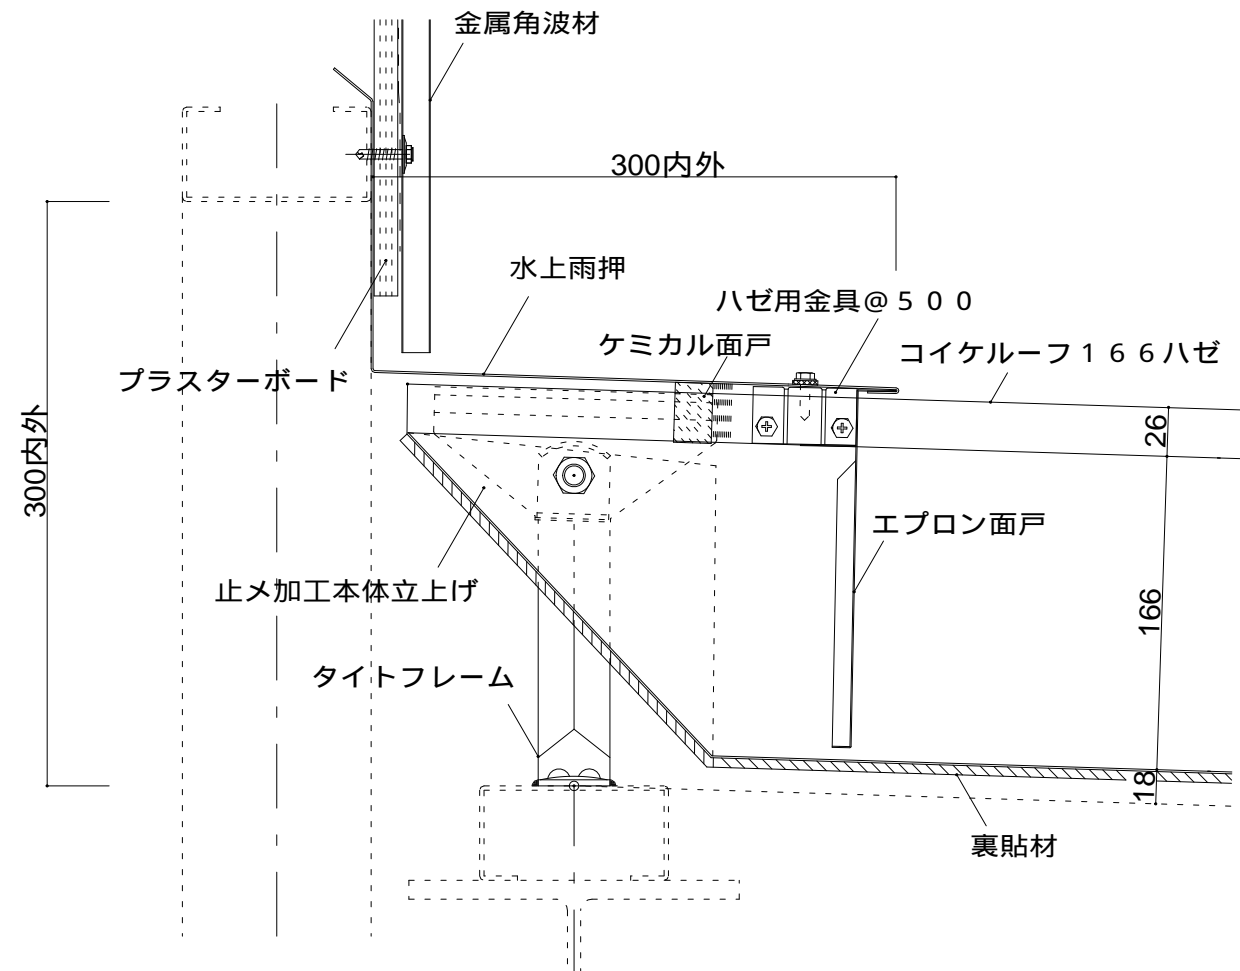 金属角波材
300内外
水上雨押
ハゼ用金具@５００
ケミカル面戸
コイケルーフ１６６ハゼ
プラスターボード
26
300内外
エプロン面戸
止メ加工本体立上げ
166
タイトフレーム
18
裏貼材